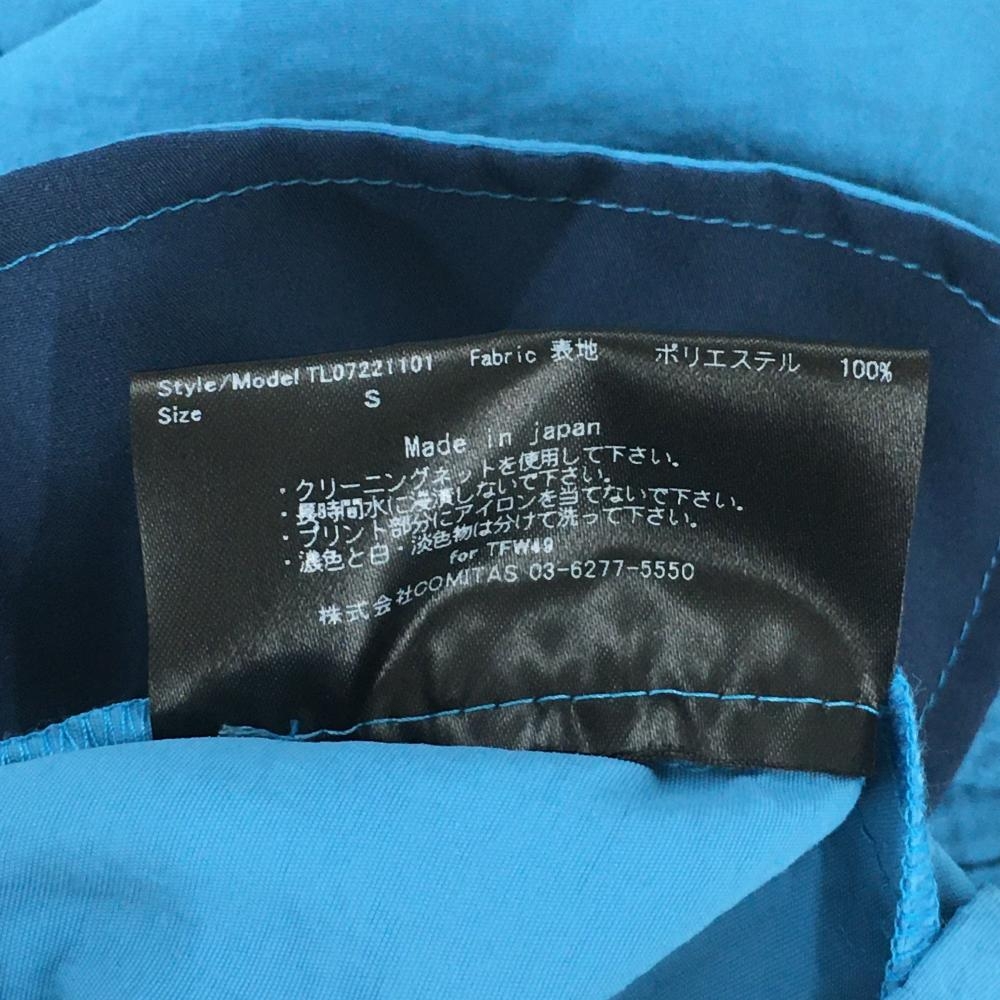 Style/Model TL07221101 Fabric 表地 ポリエステル 100%
Size S
Made in japan
・クリーニングネットを使用して下さい。
・長時間水に浸漬しないで下さい。
・プリント部分にアイロンを当てないで下さい。
・濃色と白・淡色物は分けて洗って下さい。
for TFW49
株式会社COMITAS 03-6277-5550